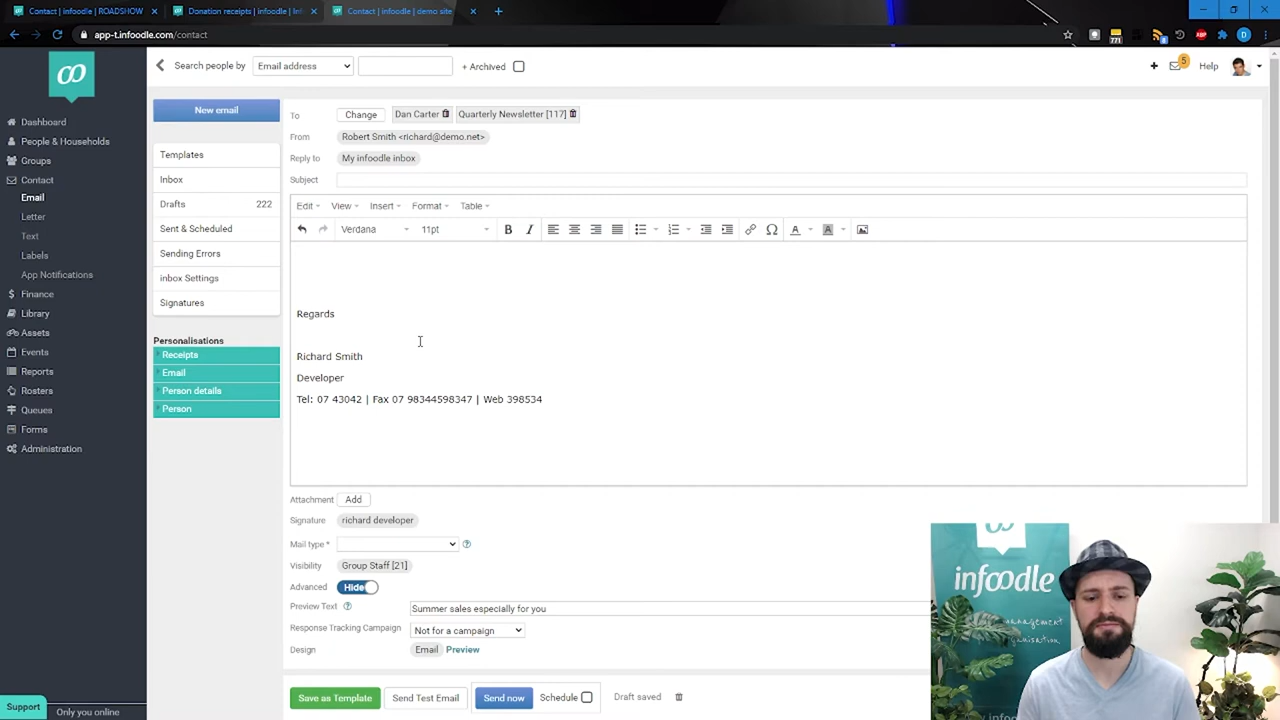 Contact | infoodle | ROADSHOW
Donation receipts | infoodle | Inf
Contact | infoodle | demo site
app-t.infoodle.com/contact
771
8
D
Search people by
Email address
+ Archived
5
Help
New email
Templates
Inbox
Drafts 222
Sent & Scheduled
Sending Errors
inbox Settings
Signatures
Personalisations
Receipts
Email
Person details
Person
Dashboard
People & Households
Groups
Contact
Email
Letter
Text
Labels
App Notifications
Finance
Library
Assets
Events
Reports
Rosters
Queues
Forms
Administration
Support
Only you online
To Change Dan Carter Quarterly Newsletter [117]
From Robert Smith <richard@demo.net>
Reply to My infoodle inbox
Subject
Edit View Insert Format Table
Verdana 11pt B I A A
Regards
Richard Smith
Developer
Tel: 07 43042 | Fax 07 98344598347 | Web 398534
Attachment Add
Signature richard developer
Mail type *
Visibility Group Staff [21]
Advanced Hide
Preview Text Summer sales especially for you
Response Tracking Campaign Not for a campaign
Design Email Preview
Save as Template Send Test Email Send now Schedule Draft saved
infoodle
management